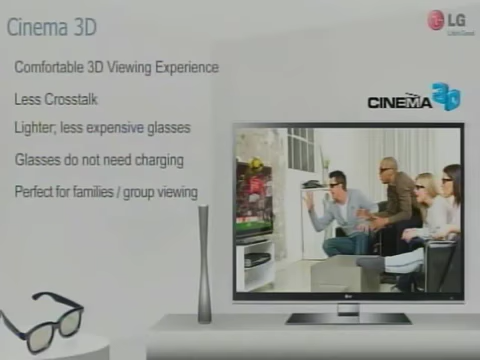 Cinema 3D
LG
Comfortable 3D Viewing Experience
Less Crosstalk
CINEMA 3D
Lighter; less expensive glasses
Glasses do not need charging
Perfect for families / group viewing